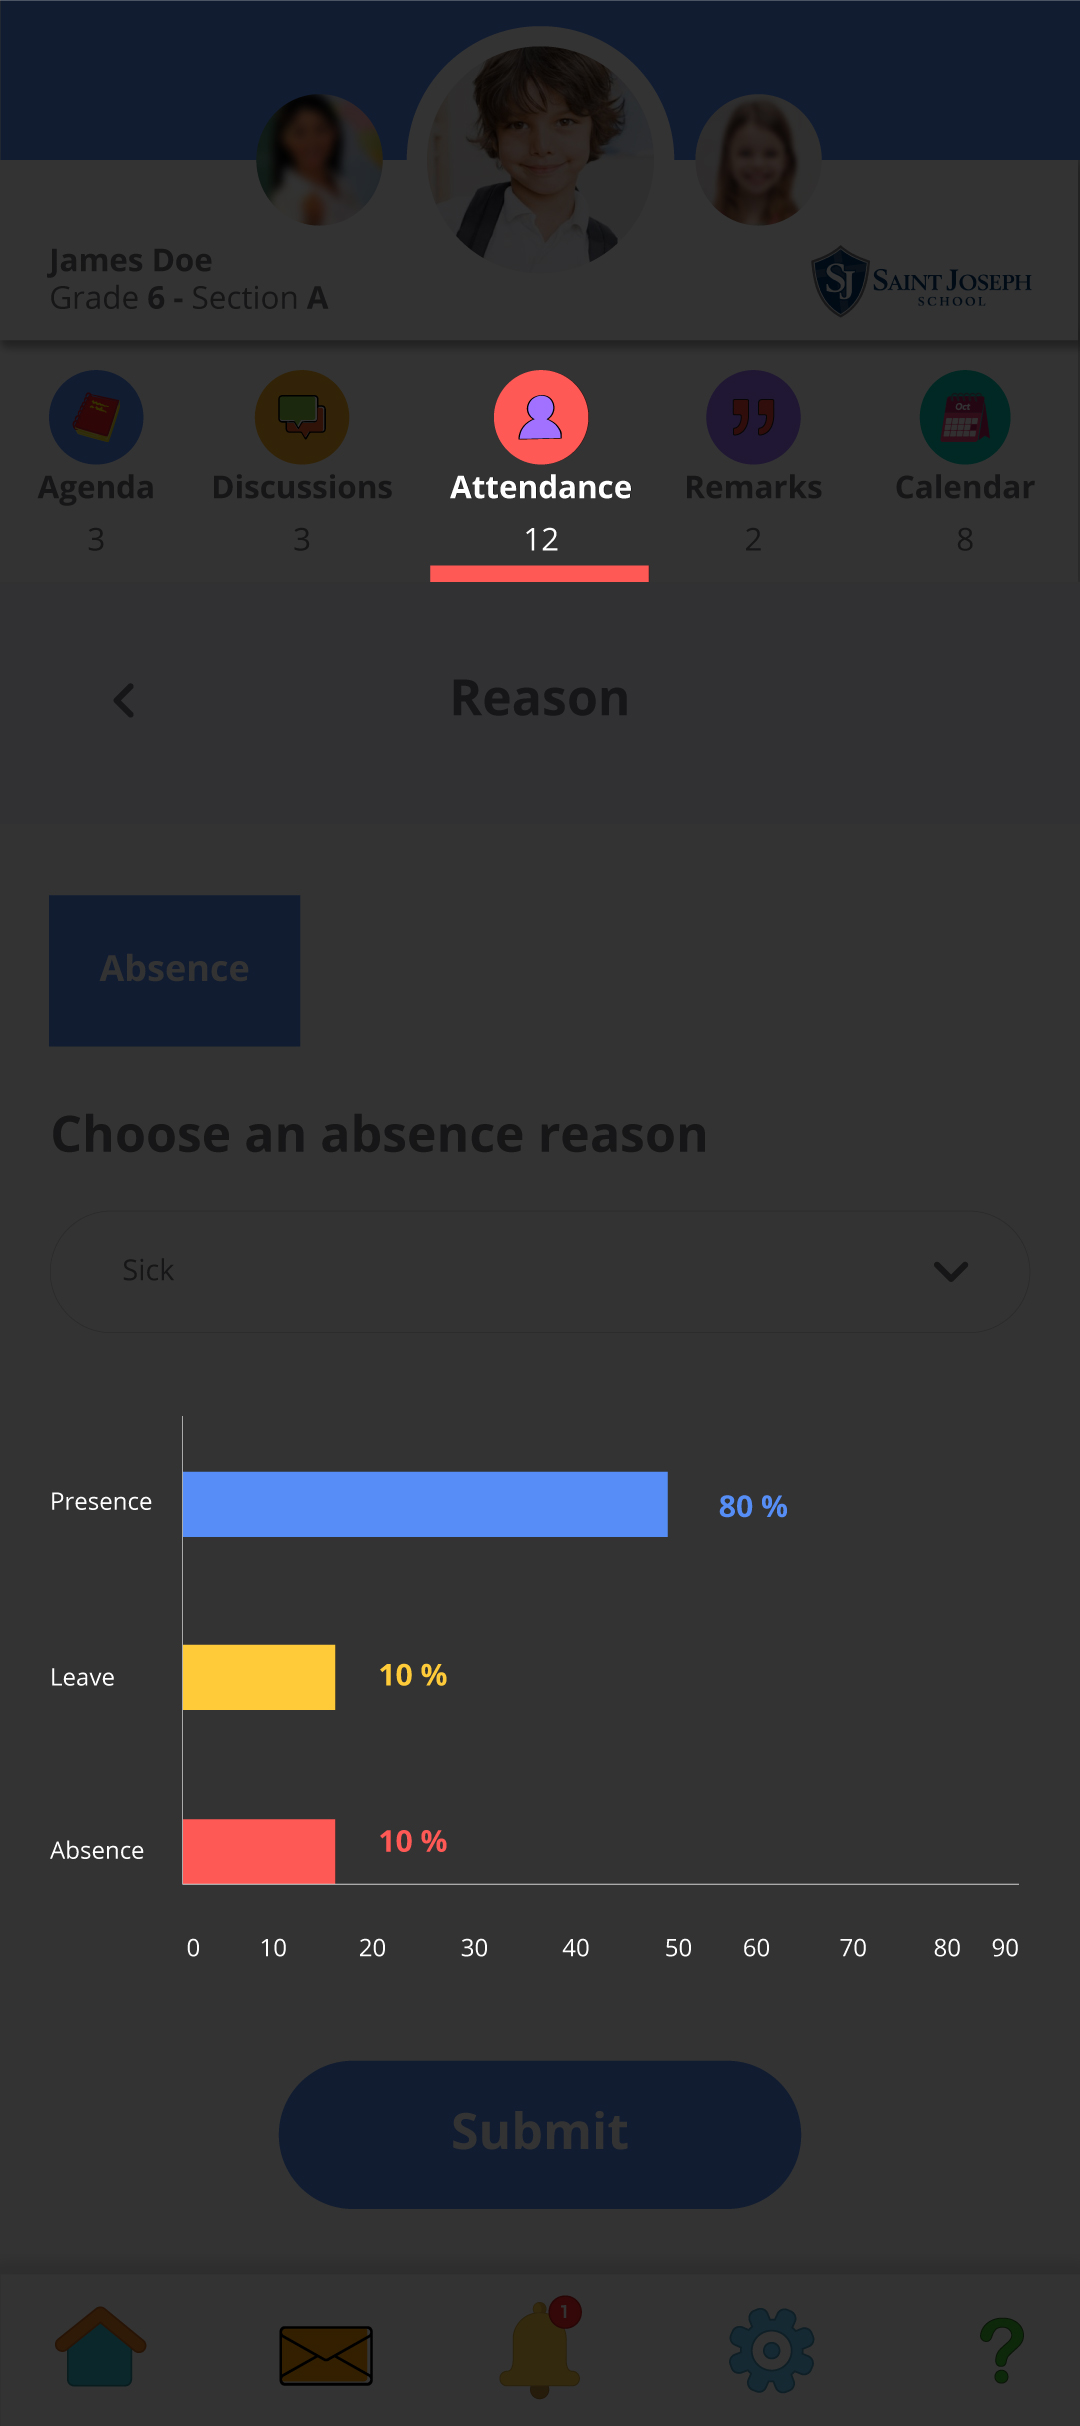 James Doe
Grade 6 - Section A
SJ SAINT JOSEPH
SCHOOL
Agenda
3
Discussions
3
Attendance
12
Remarks
2
Oct
Calendar
8
Reason
Absence
Choose an absence reason
Sick
Presence 80 %
Leave 10 %
Absence 10 %
0 10 20 30 40 50 60 70 80 90
Submit
1